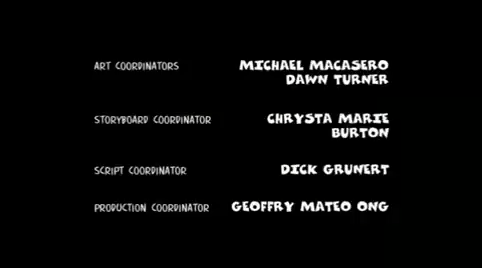 ART COORDINATORS MICHAEL MACASERO
DAWN TURNER
STORYBOARD COORDINATOR CHRYSTA MARIE
BURTON
SCRIPT COORDINATOR DICK GRUNERT
PRODUCTION COORDINATOR GEOFFRY MATEO ONG